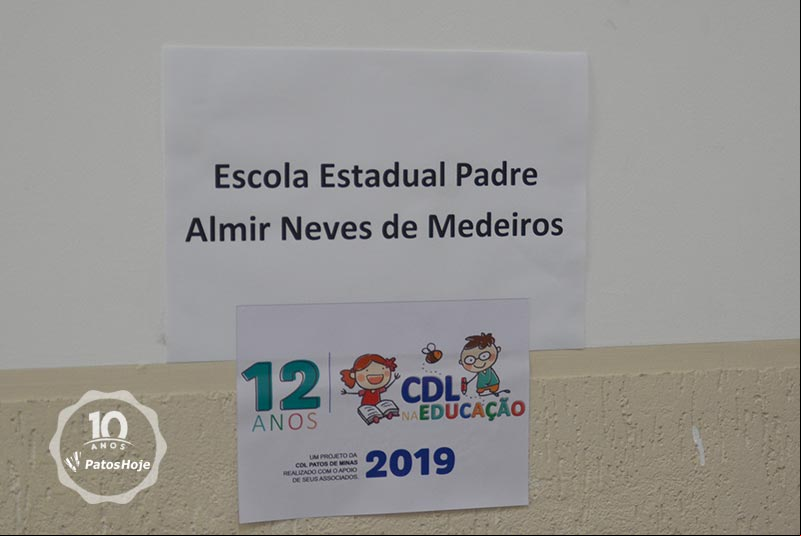 Escola Estadual Padre
Almir Neves de Medeiros
12
ANOS
CDL
NA EDUCAÇÃO
UM PROJETO DA
CDL PATOS DE MINAS
REALIZADO COM O APOIO
DE SEUS ASSOCIADOS.
2019
10
ANOS
PatosHoje